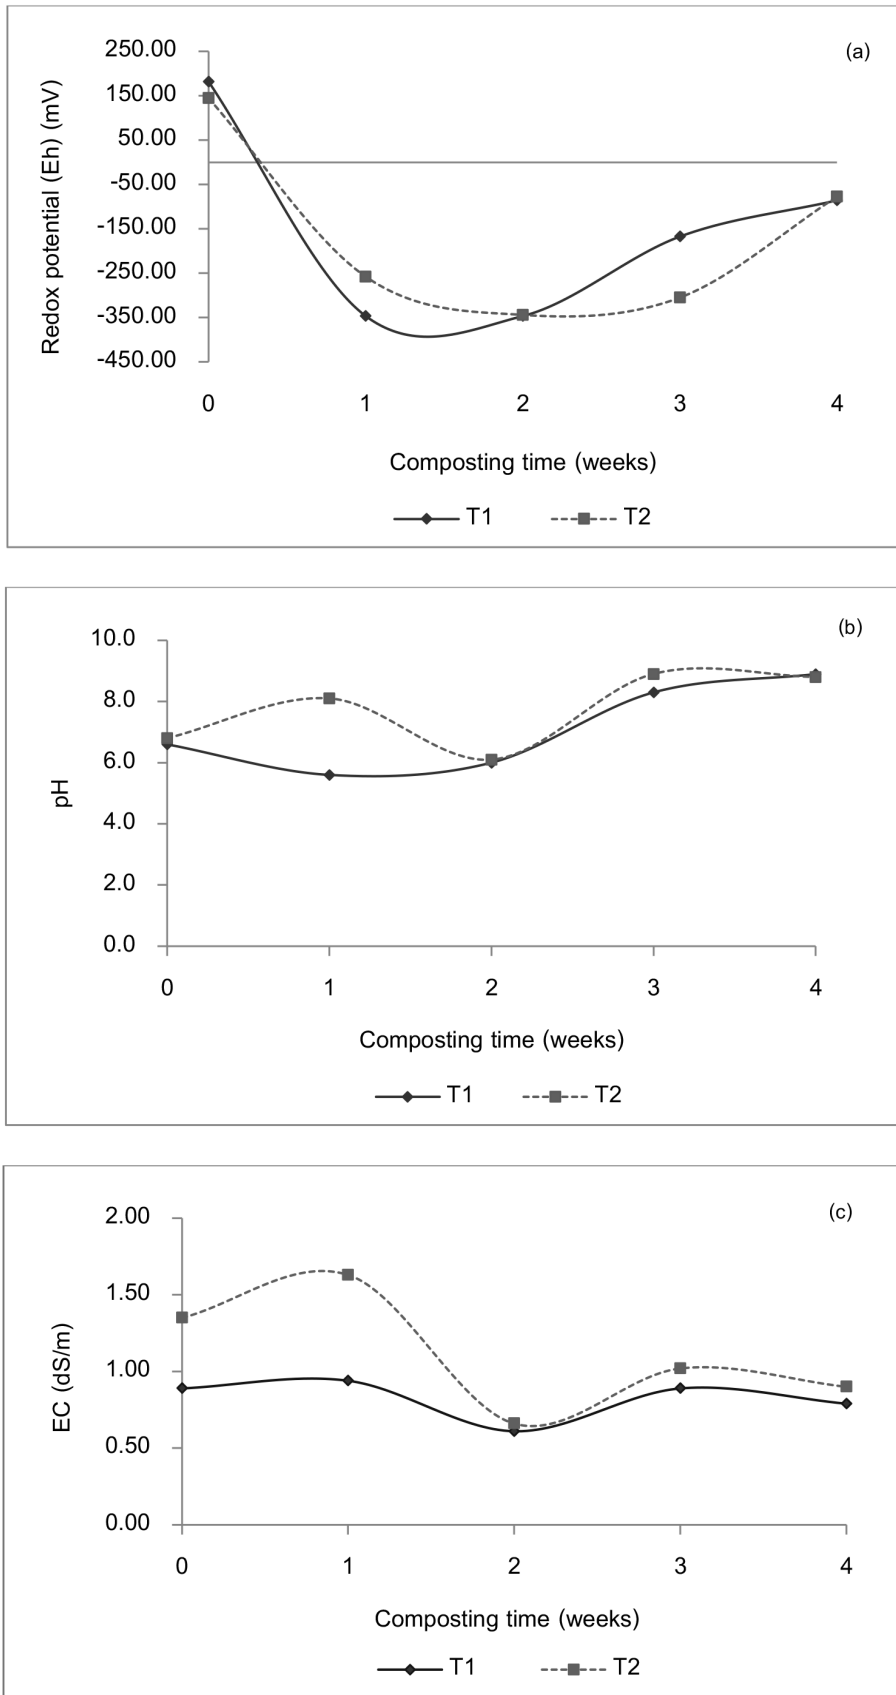 (a)
250.00
150.00
50.00
-50.00
-150.00
-250.00
-350.00
-450.00
Redox potential (Eh) (mV)
0 1 2 3 4
Composting time (weeks)
T1 T2
(b)
10.0
8.0
6.0
4.0
2.0
0.0
pH
0 1 2 3 4
Composting time (weeks)
T1 T2
(c)
2.00
1.50
1.00
0.50
0.00
EC (dS/m)
0 1 2 3 4
Composting time (weeks)
T1 T2